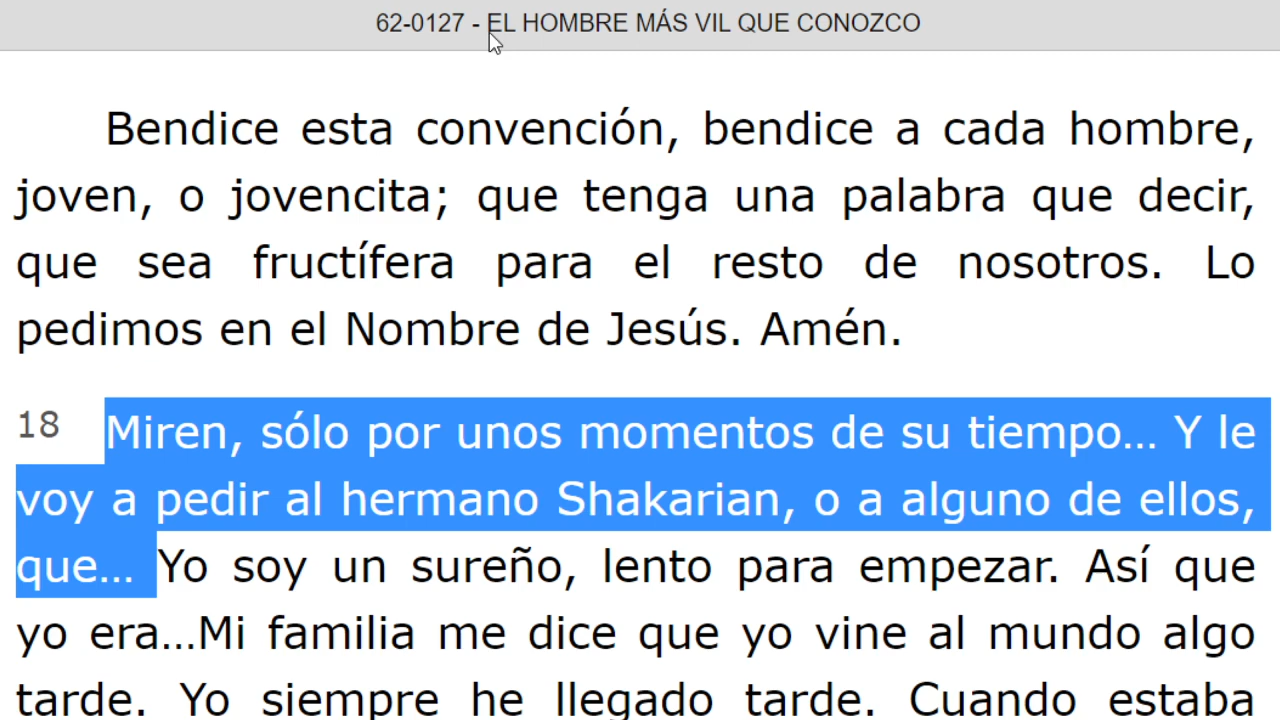 62-0127 - EL HOMBRE MÁS VIL QUE CONOZCO
Bendice esta convención, bendice a cada hombre,
joven, o jovencita; que tenga una palabra que decir,
que sea fructífera para el resto de nosotros. Lo
pedimos en el Nombre de Jesús. Amén.
18 Miren, sólo por unos momentos de su tiempo… Y le
voy a pedir al hermano Shakarian, o a alguno de ellos,
que… Yo soy un sureño, lento para empezar. Así que
yo era…Mi familia me dice que yo vine al mundo algo
tarde. Yo siempre he llegado tarde. Cuando estaba